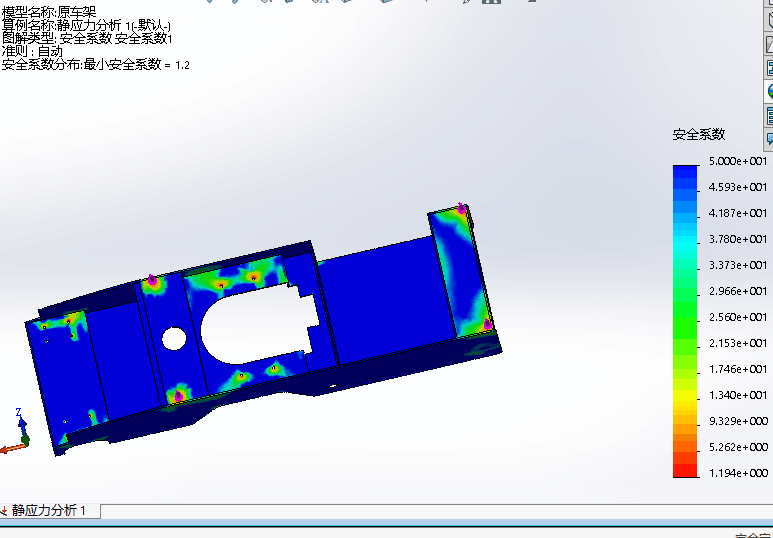 模型名称:原车架
算例名称:静应力分析 1(-默认-)
图解类型: 安全系数 安全系数1
准则 : 自动
安全系数分布:最小安全系数 = 1.2
安全系数
5.000e+001
4.593e+001
4.187e+001
3.780e+001
3.373e+001
2.966e+001
2.560e+001
2.153e+001
1.746e+001
1.340e+001
9.329e+000
5.262e+000
1.194e+000
Z
静应力分析 1